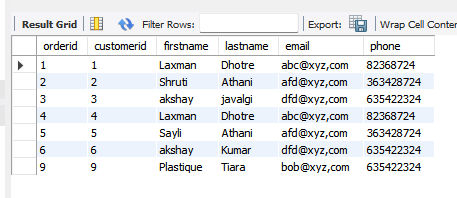 Result Grid Filter Rows: Export: Wrap Cell Conten
orderid customerid firstname lastname email phone
1 1 Laxman Dhotre abc@xyz,com 82368724
2 2 Shruti Athani afd@xyz,com 363428724
3 3 akshay javalgi dfd@xyz,com 635422324
4 4 Laxman Dhotre abc@xyz,com 82368724
5 5 Sayli Athani afd@xyz,com 363428724
6 6 akshay Kumar dfd@xyz,com 635422324
9 9 Plastique Tiara bob@xyz,com 635422324